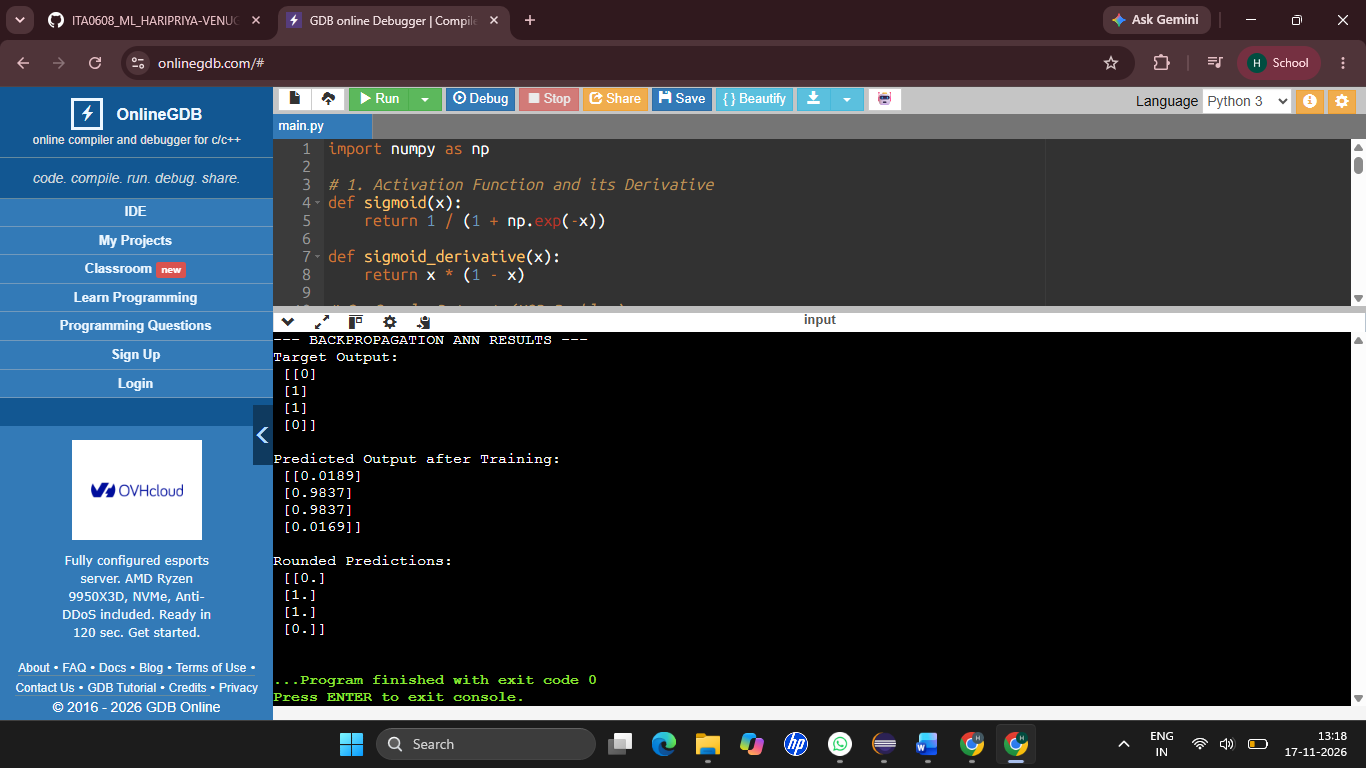 ITA0608_ML_HARIPRIYA-VENUG
GDB online Debugger | Compile
Ask Gemini
onlinegdb.com/#
H School
OnlineGDB
online compiler and debugger for c/c++
code. compile. run. debug. share.
IDE
My Projects
Classroom new
Learn Programming
Programming Questions
Sign Up
Login
OVHcloud
Fully configured esports
server. AMD Ryzen
9950X3D, NVMe, Anti-
DDoS included. Ready in
120 sec. Get started.
About • FAQ • Docs • Blog • Terms of Use •
Contact Us • GDB Tutorial • Credits • Privacy
© 2016 - 2026 GDB Online
Run Debug Stop Share Save { } Beautify
Language Python 3
main.py
1 import numpy as np
2
3 # 1. Activation Function and its Derivative
4 def sigmoid(x):
5 return 1 / (1 + np.exp(-x))
6
7 def sigmoid_derivative(x):
8 return x * (1 - x)
9
input
--- BACKPROPAGATION ANN RESULTS ---
Target Output:
[[0]
[1]
[1]
[0]]
Predicted Output after Training:
[[0.0189]
[0.9837]
[0.9837]
[0.0169]]
Rounded Predictions:
[[0.]
[1.]
[1.]
[0.]]
...Program finished with exit code 0
Press ENTER to exit console.
Search
hp
W
ENG
IN
13:18
17-11-2026